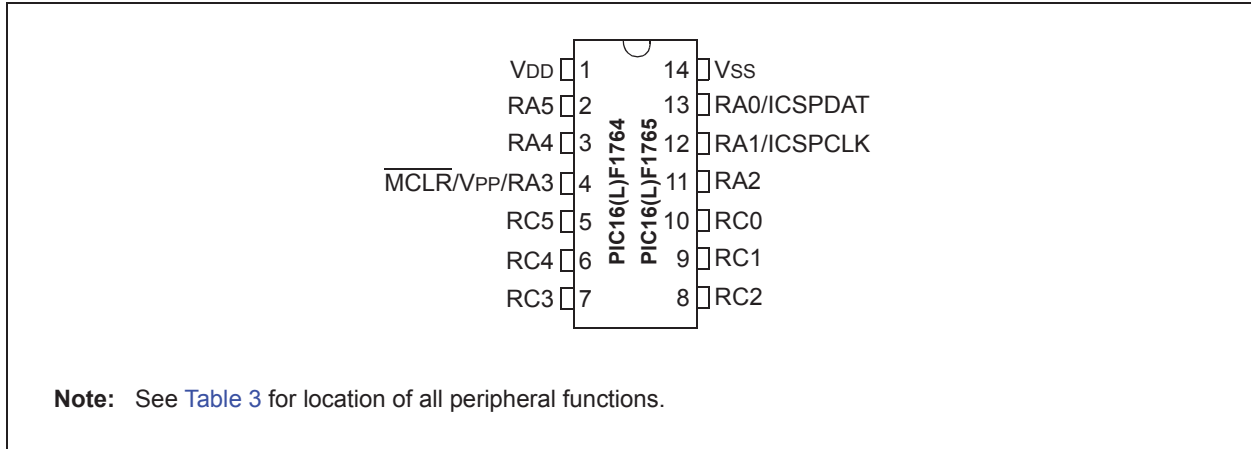 VDD 1 14 VSS
RA5 2 13 RA0/ICSPDAT
RA4 3 12 RA1/ICSPCLK
MCLR/VPP/RA3 4 11 RA2
RC5 5 10 RC0
RC4 6 9 RC1
RC3 7 8 RC2
PIC16(L)F1764
PIC16(L)F1765
Note: See Table 3 for location of all peripheral functions.